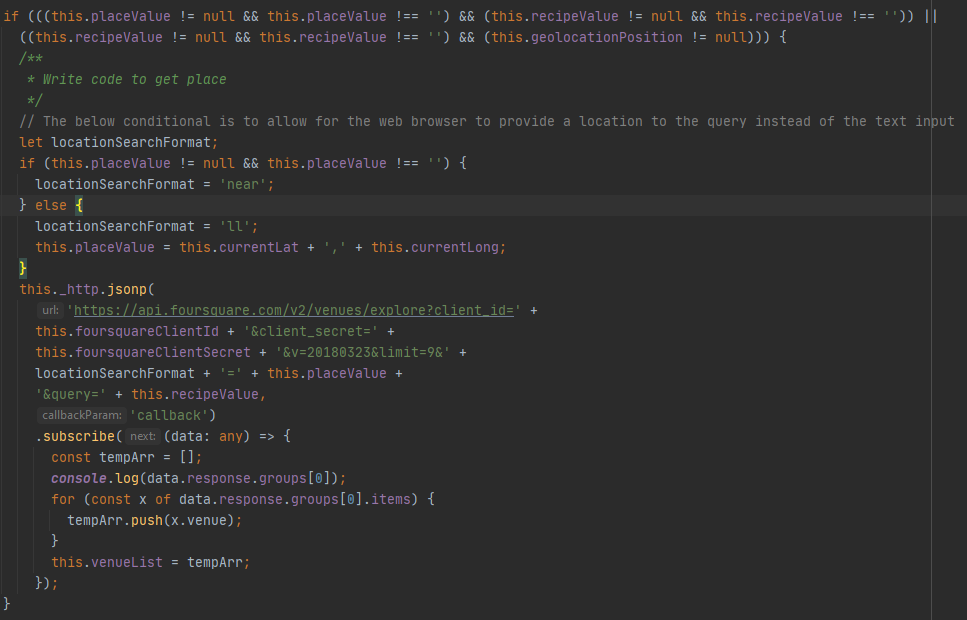 if (((this.placeValue != null && this.placeValue !== '') && (this.recipeValue != null && this.recipeValue !== '')) ||
((this.recipeValue != null && this.recipeValue !== '') && (this.geolocationPosition != null))) {
/**
* Write code to get place
*/
// The below conditional is to allow for the web browser to provide a location to the query instead of the text input
let locationSearchFormat;
if (this.placeValue != null && this.placeValue !== '') {
locationSearchFormat = 'near';
} else {
locationSearchFormat = 'll';
this.placeValue = this.currentLat + ',' + this.currentLong;
}
this._http.jsonp(
url: 'https://api.foursquare.com/v2/venues/explore?client_id=' +
this.foursquareClientId + '&client_secret=' +
this.foursquareClientSecret + '&v=20180323&limit=9&' +
locationSearchFormat + '=' + this.placeValue +
'&query=' + this.recipeValue,
callbackParam: 'callback')
.subscribe( next: (data: any) => {
const tempArr = [];
console.log(data.response.groups[0]);
for (const x of data.response.groups[0].items) {
tempArr.push(x.venue);
}
this.venueList = tempArr;
});
}